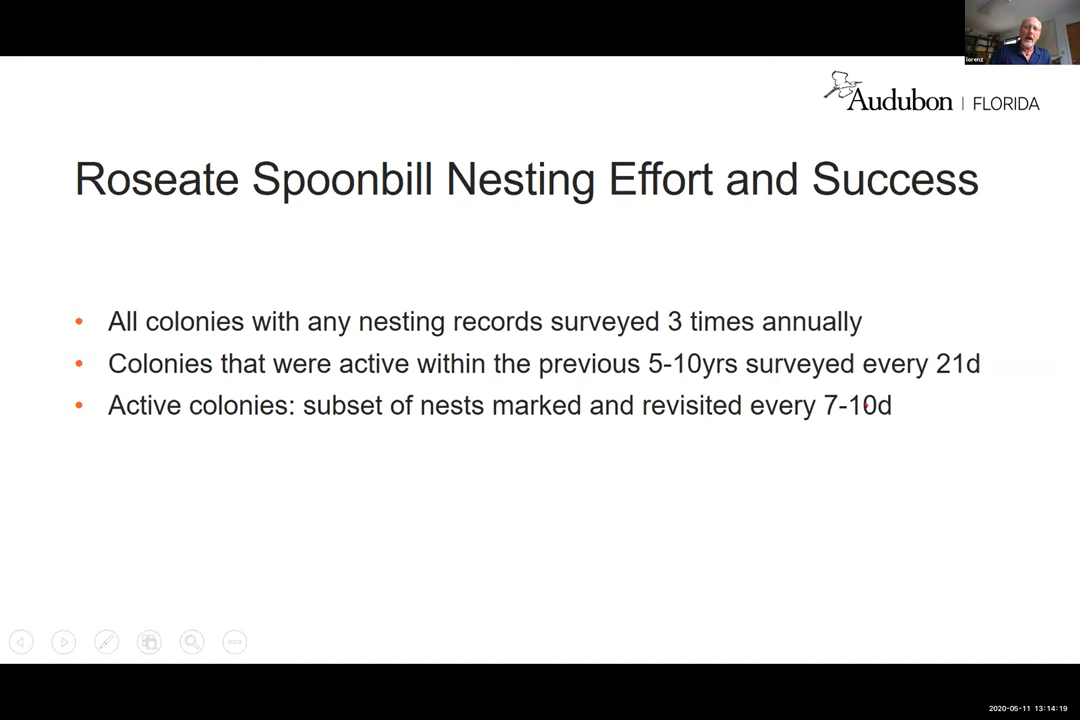 lorenz
Audubon | FLORIDA
Roseate Spoonbill Nesting Effort and Success
• All colonies with any nesting records surveyed 3 times annually
• Colonies that were active within the previous 5-10yrs surveyed every 21d
• Active colonies: subset of nests marked and revisited every 7-10d
2020-05-11 13:14:19